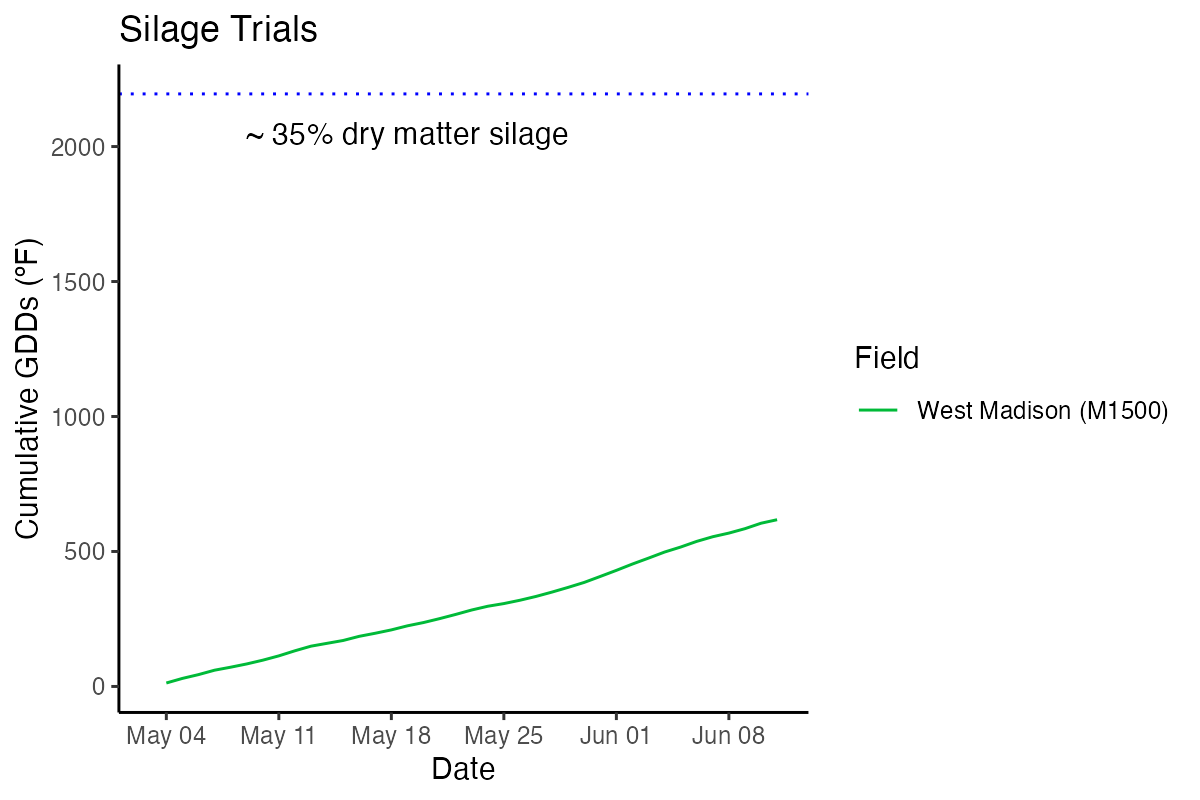 Silage Trials
~ 35% dry matter silage
Cumulative GDDs (°F)
2000
1500
1000
500
0
May 04
May 11
May 18
May 25
Jun 01
Jun 08
Date
Field
West Madison (M1500)